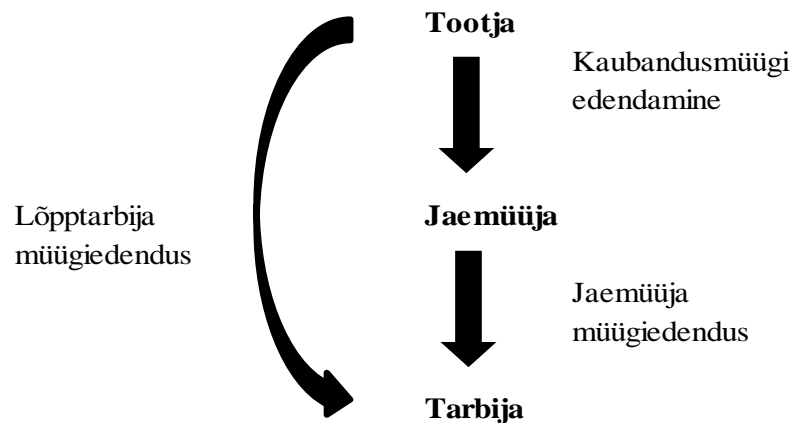 Tootja
Kaubandusmüügi
edendamine
Lõpptarbija
müügiedendus
Jaemüüja
Jaemüüja
müügiedendus
Tarbija